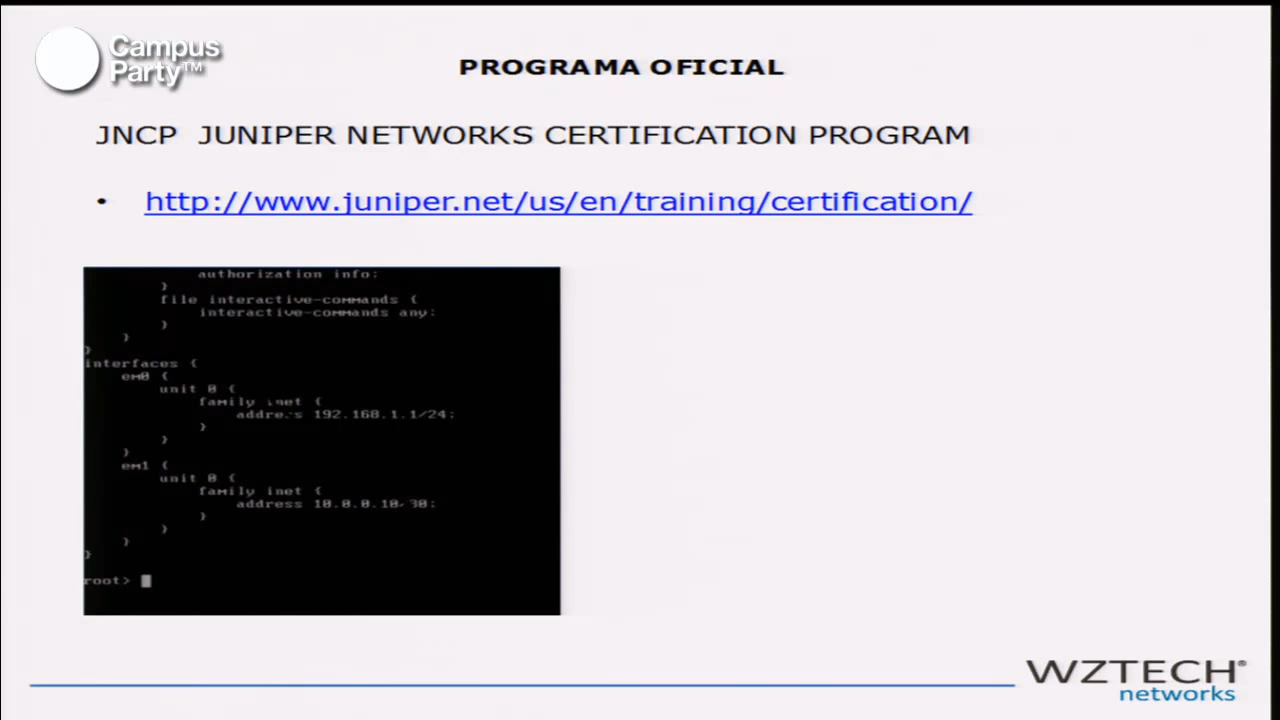 Campus
Party™
PROGRAMA OFICIAL
JNCP JUNIPER NETWORKS CERTIFICATION PROGRAM
• http://www.juniper.net/us/en/training/certification/
authorization info;
}
file interactive-commands {
interactive-commands any;
}
}
}
interfaces {
em0 {
unit 0 {
family inet {
address 192.168.1.1/24;
}
}
}
em1 {
unit 0 {
family inet {
address 10.0.0.10/30;
}
}
}
}
root>
WZTECH®
networks